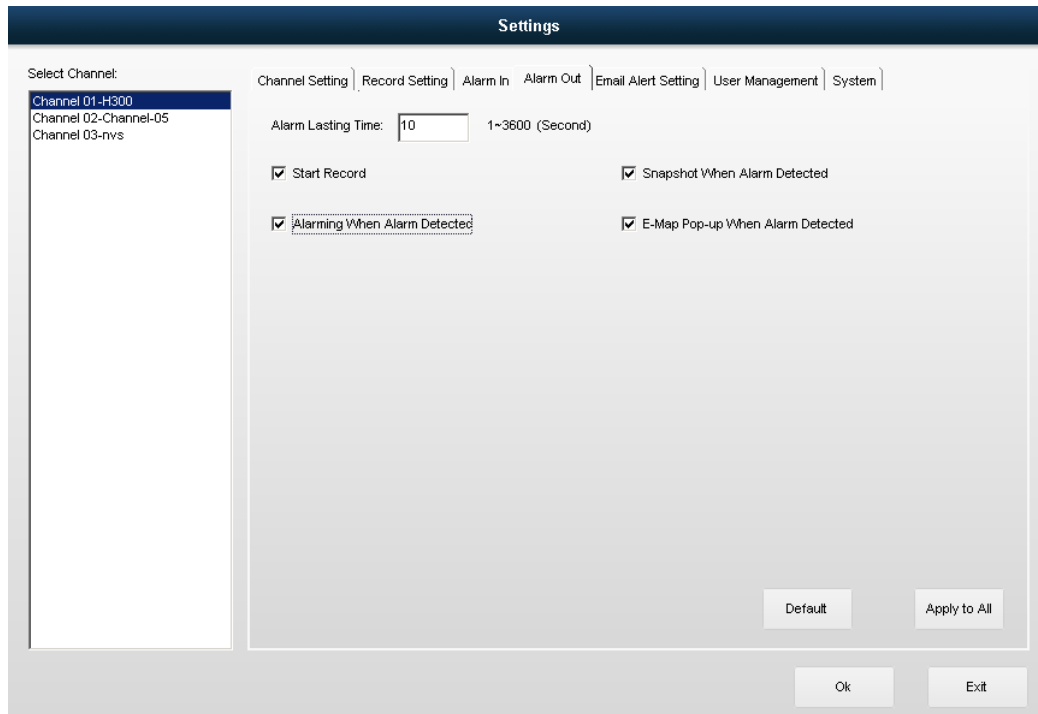 Settings
Select Channel:
Channel 01-H300
Channel 02-Channel-05
Channel 03-nvs
Channel Setting Record Setting Alarm In Alarm Out Email Alert Setting User Management System
Alarm Lasting Time: 10 1~3600 (Second)
Start Record Snapshot When Alarm Detected
Alarming When Alarm Detected E-Map Pop-up When Alarm Detected
Default Apply to All
Ok Exit